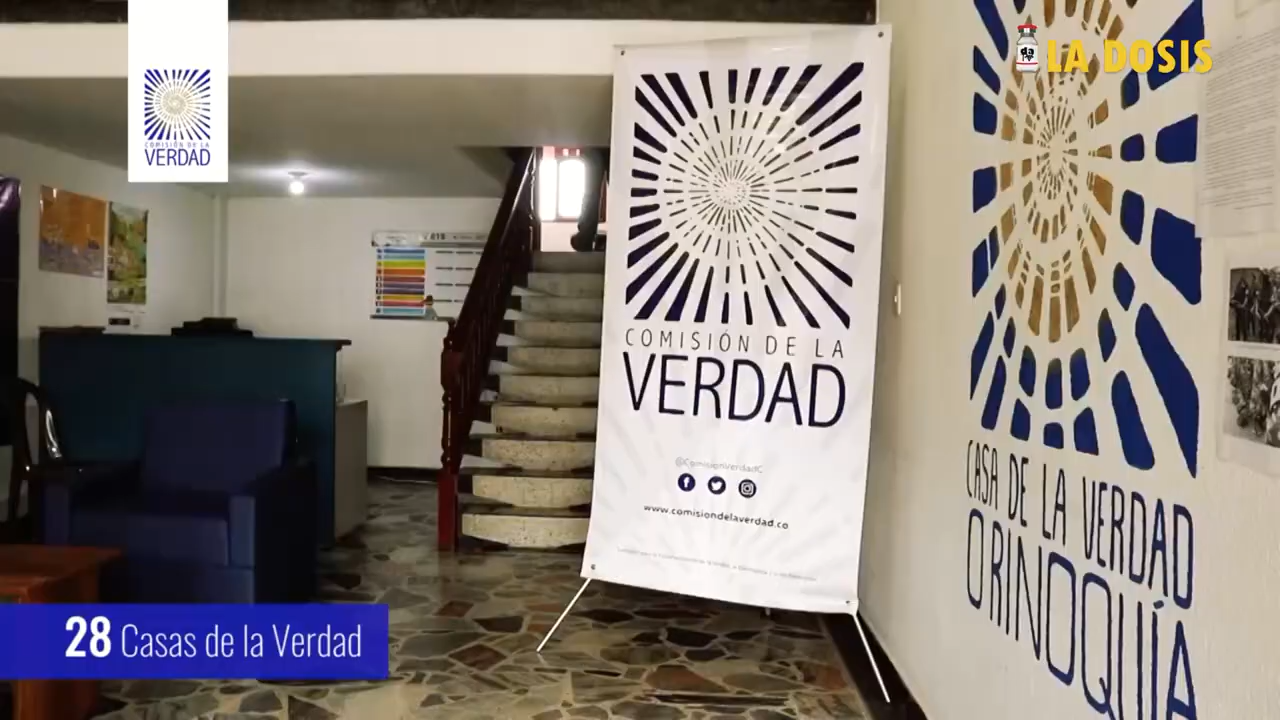 LA DOSIS
COMISIÓN DE LA
VERDAD
COMISIÓN DE LA
VERDAD
@ComisionVerdadC
www.comisiondelaverdad.co
CASA DE LA VERDAD
ORINOQUÍA
28 Casas de la Verdad